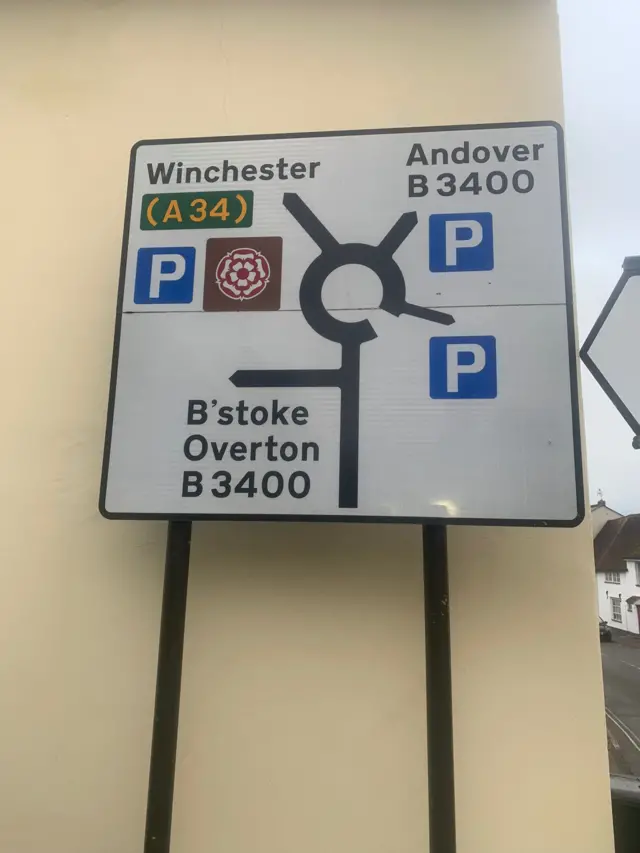 Winchester
(A34)
P
Andover
B3400
P
P
B'stoke
Overton
B3400